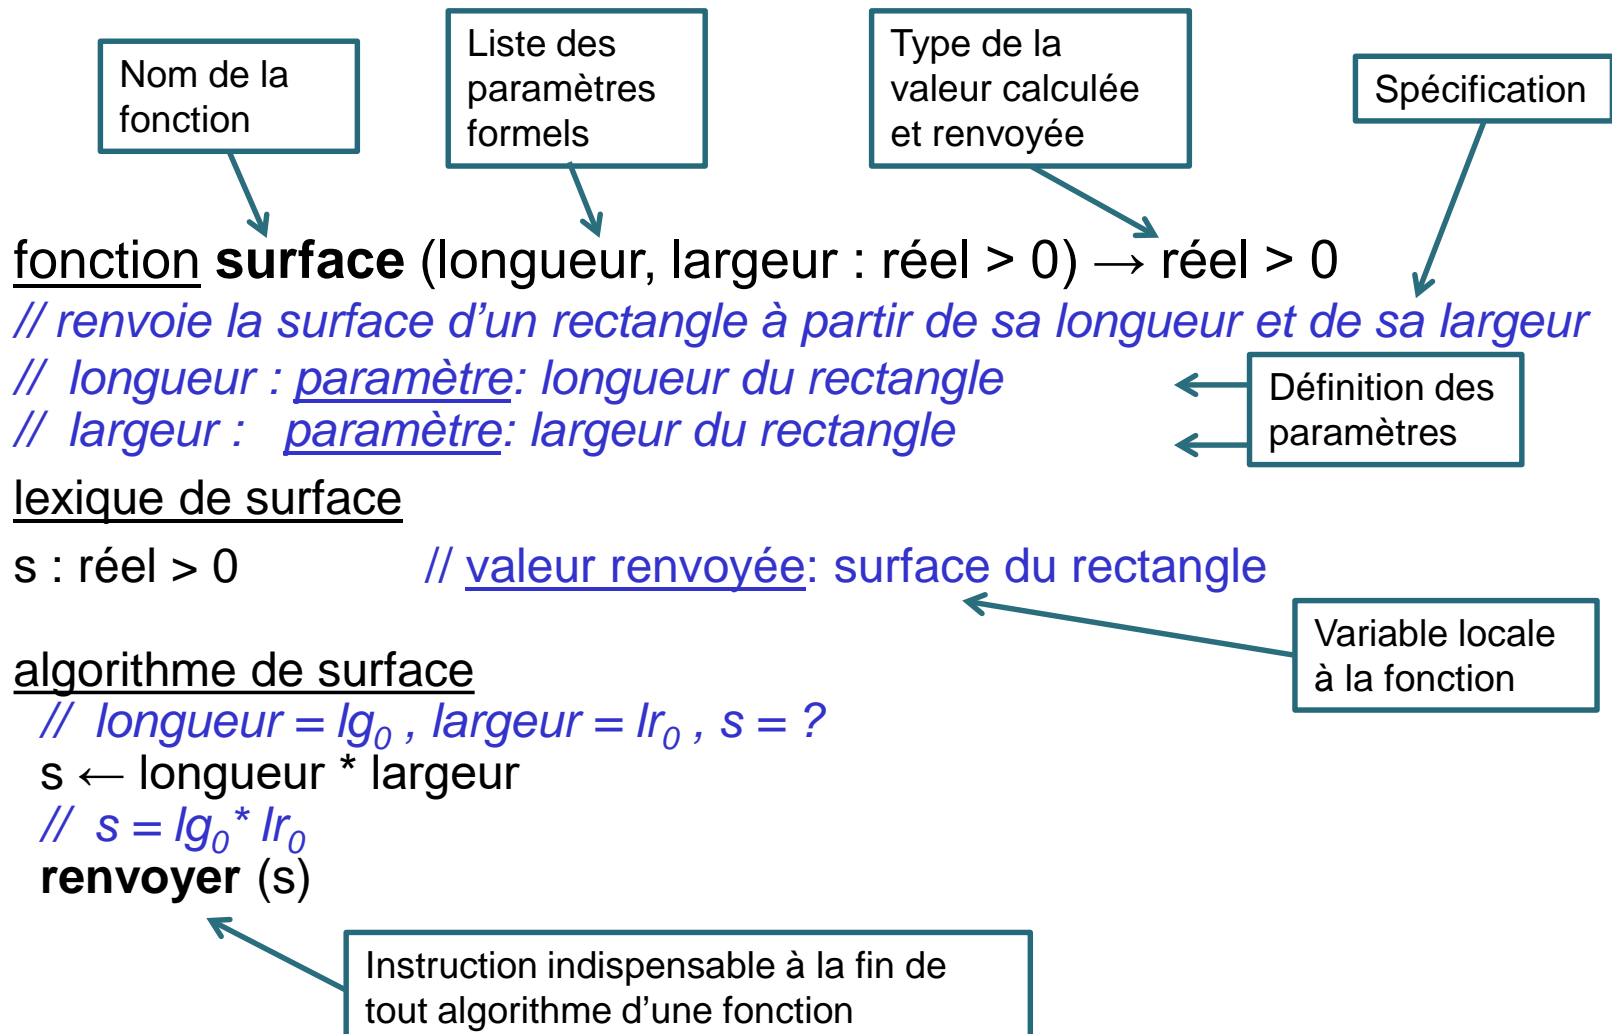 Nom de la
fonction
Liste des
paramètres
formels
Type de la
valeur calculée
et renvoyée
Spécification
fonction surface (longueur, largeur : réel > 0) → réel > 0
// renvoie la surface d’un rectangle à partir de sa longueur et de sa largeur
// longueur : paramètre: longueur du rectangle
// largeur : paramètre: largeur du rectangle
Définition des
paramètres
lexique de surface
s : réel > 0 // valeur renvoyée: surface du rectangle
Variable locale
à la fonction
algorithme de surface
// longueur = lg₀ , largeur = lr₀ , s = ?
s ← longueur * largeur
// s = lg₀* lr₀
renvoyer (s)
Instruction indispensable à la fin de
tout algorithme d’une fonction